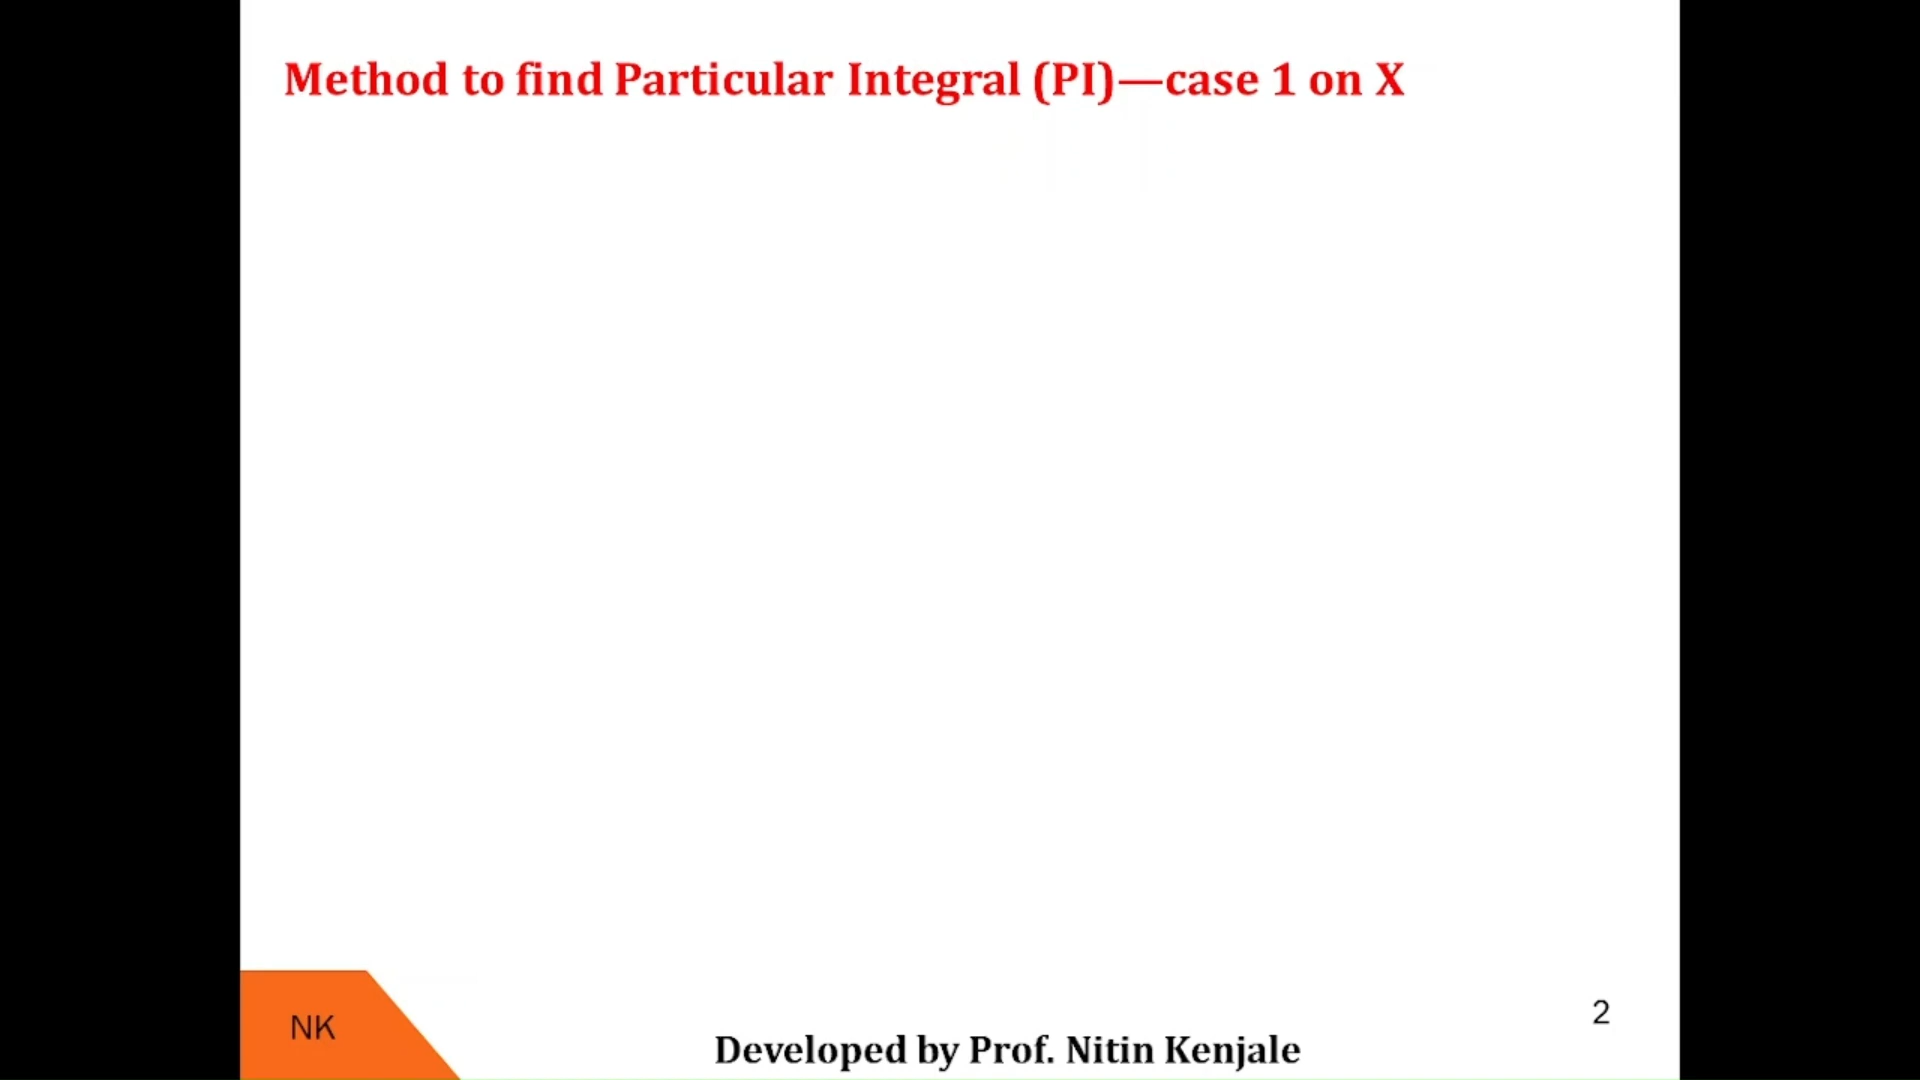 Method to find Particular Integral (PI)—case 1 on X
NK
2
Developed by Prof. Nitin Kenjale